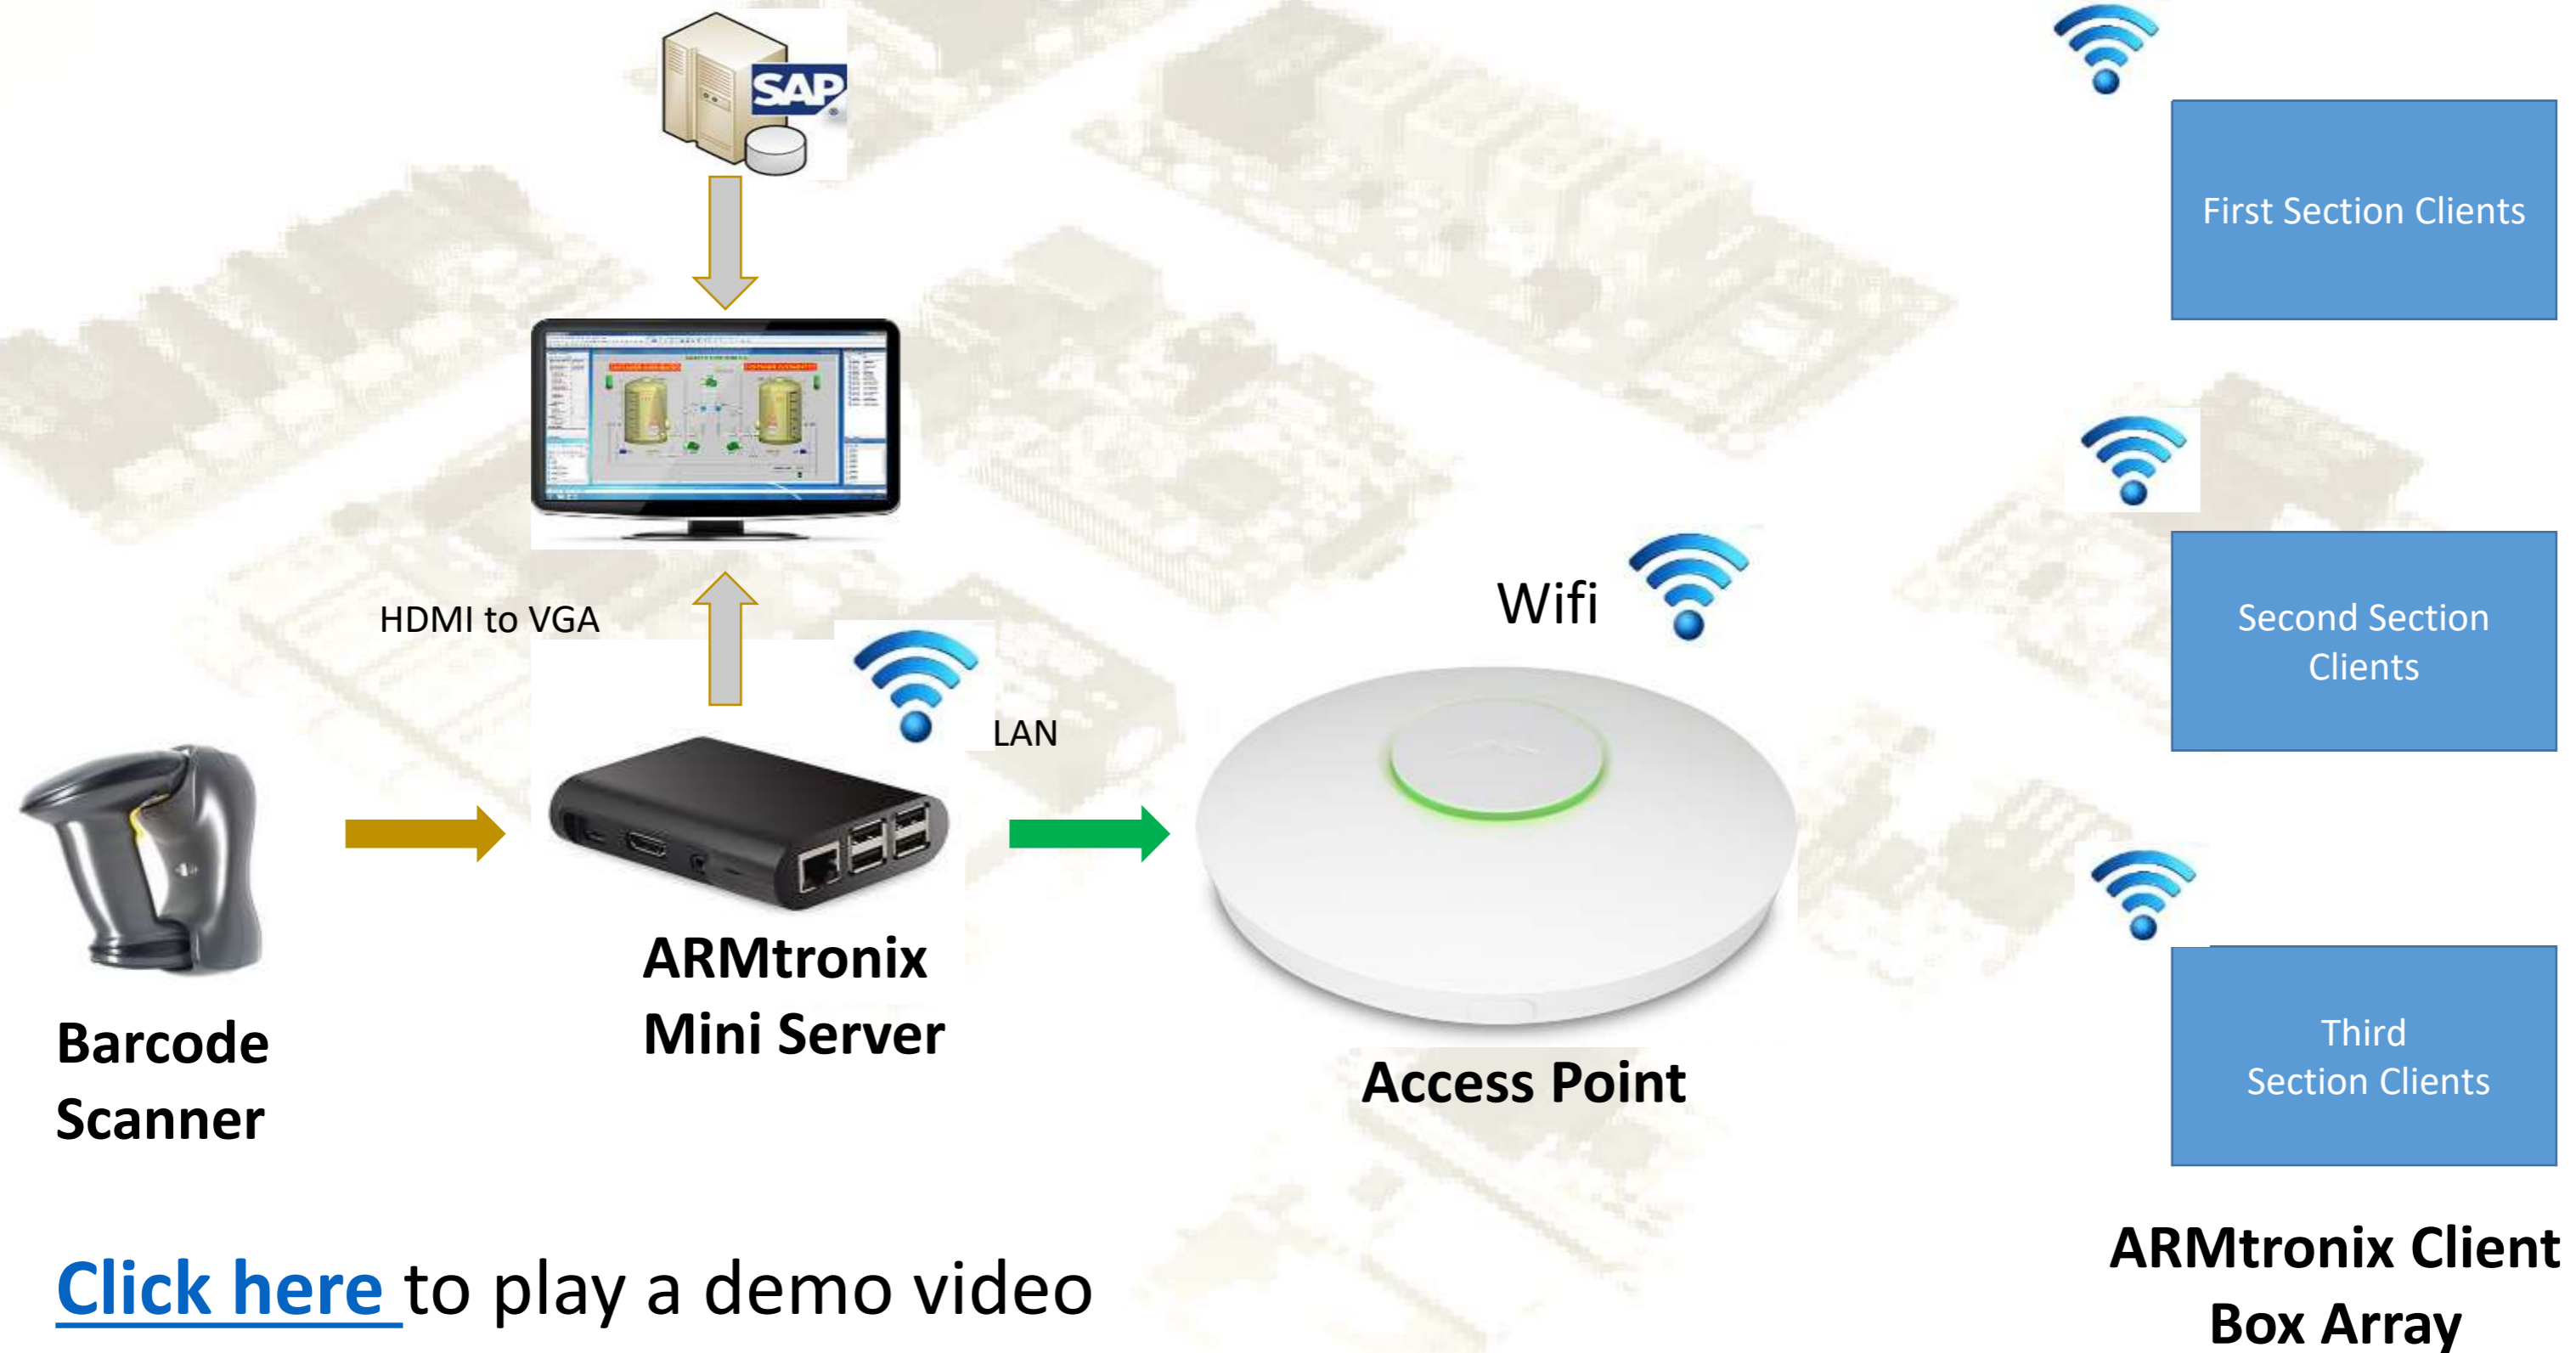 SAP
First Section Clients
HDMI to VGA
Wifi
LAN
Second Section
Clients
ARMtronix
Mini Server
Barcode
Scanner
Access Point
Third
Section Clients
Click here to play a demo video
ARMtronix Client
Box Array